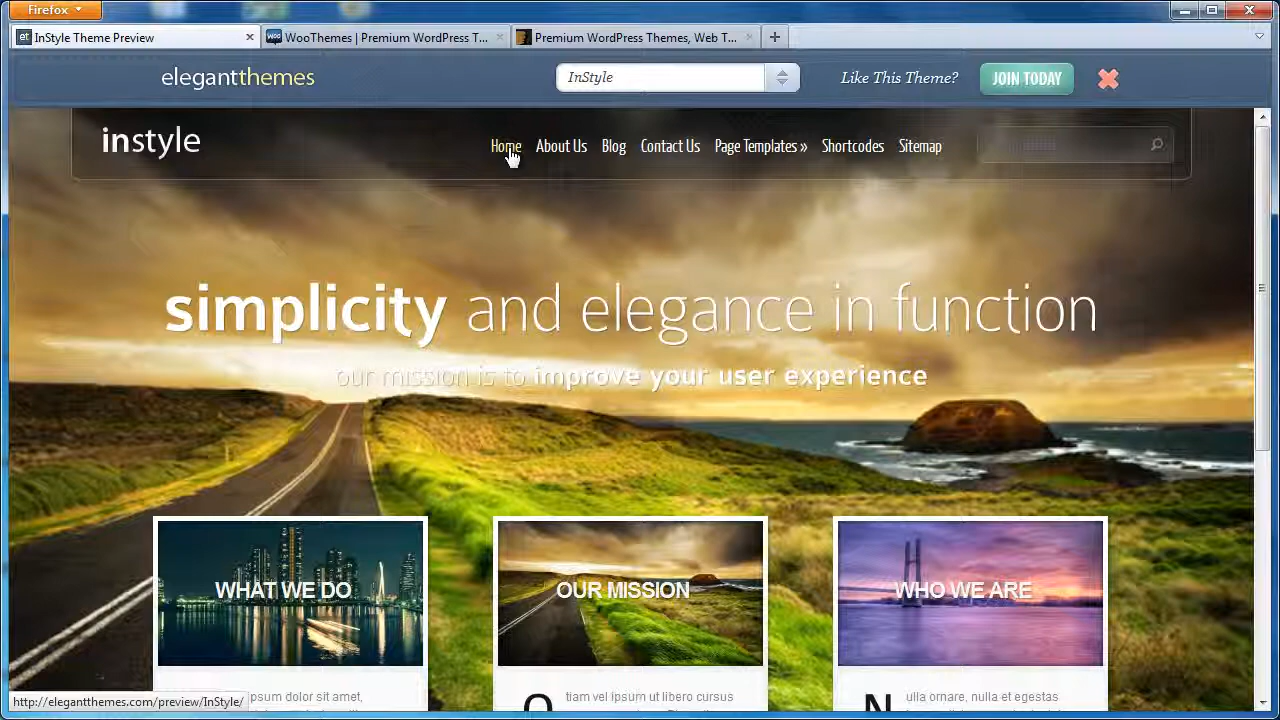 Firefox
InStyle Theme Preview
WooThemes | Premium WordPress T...
Premium WordPress Themes, Web T...
elegantthemes
InStyle
Like This Theme?
JOIN TODAY
instyle
Home
About Us
Blog
Contact Us
Page Templates »
Shortcodes
Sitemap
simplicity and elegance in function
our mission is to improve your user experience
WHAT WE DO
OUR MISSION
WHO WE ARE
psum dolor sit amet,
O tiam vel ipsum ut libero cursus
N ulla ornare, nulla et egestas
http://elegantthemes.com/preview/InStyle/